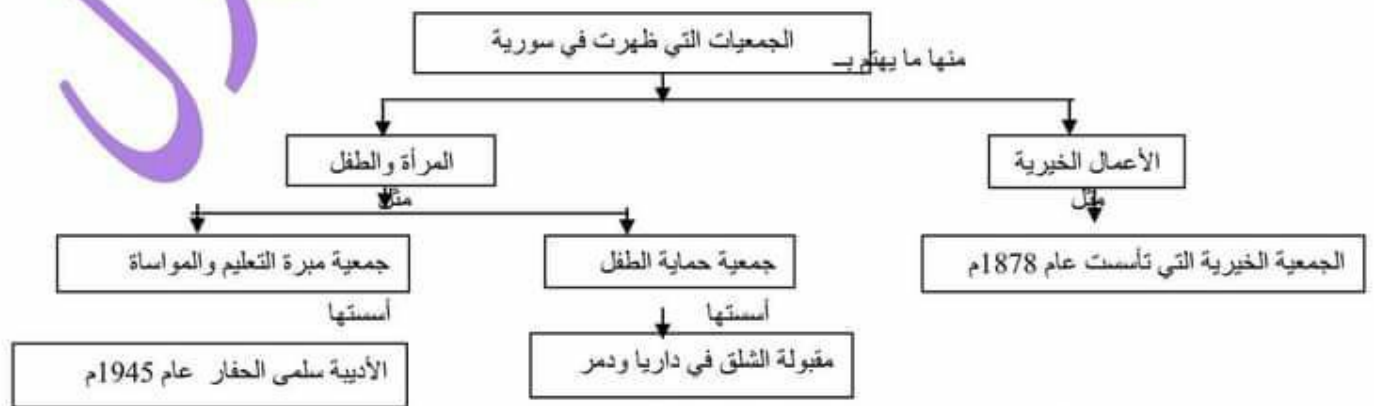 الجمعيات التي ظهرت في سورية
منها ما يهتم بـ
الأعمال الخيرية
المرأة والطفل
مثل
مثل
الجمعية الخيرية التي تأسست عام 1878م
جمعية حماية الطفل
جمعية مبرة التعليم والمواساة
أسستها
أسستها
مقبولة الشلق في داريا ودمر
الأديبة سلمى الحفار عام 1945م